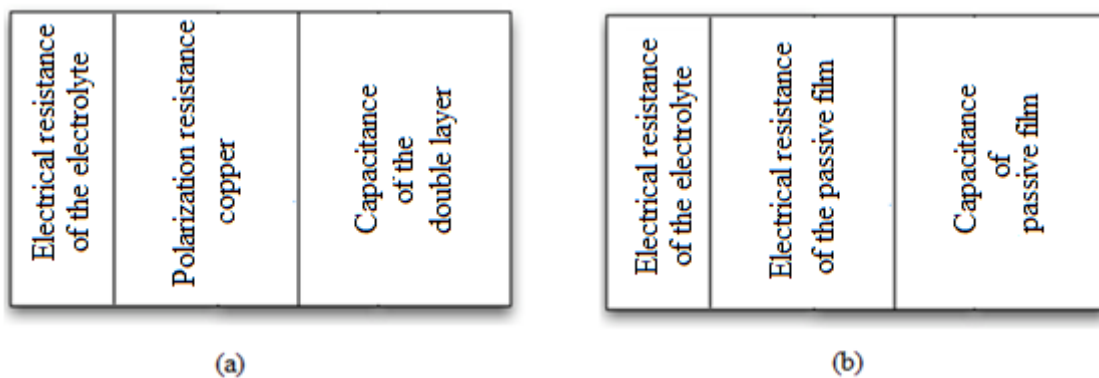 Electrical resistance
of the electrolyte
Polarization resistance
copper
Capacitance
of the
double layer
(a)
Electrical resistance
of the electrolyte
Electrical resistance
of the passive film
Capacitance
of
passive film
(b)